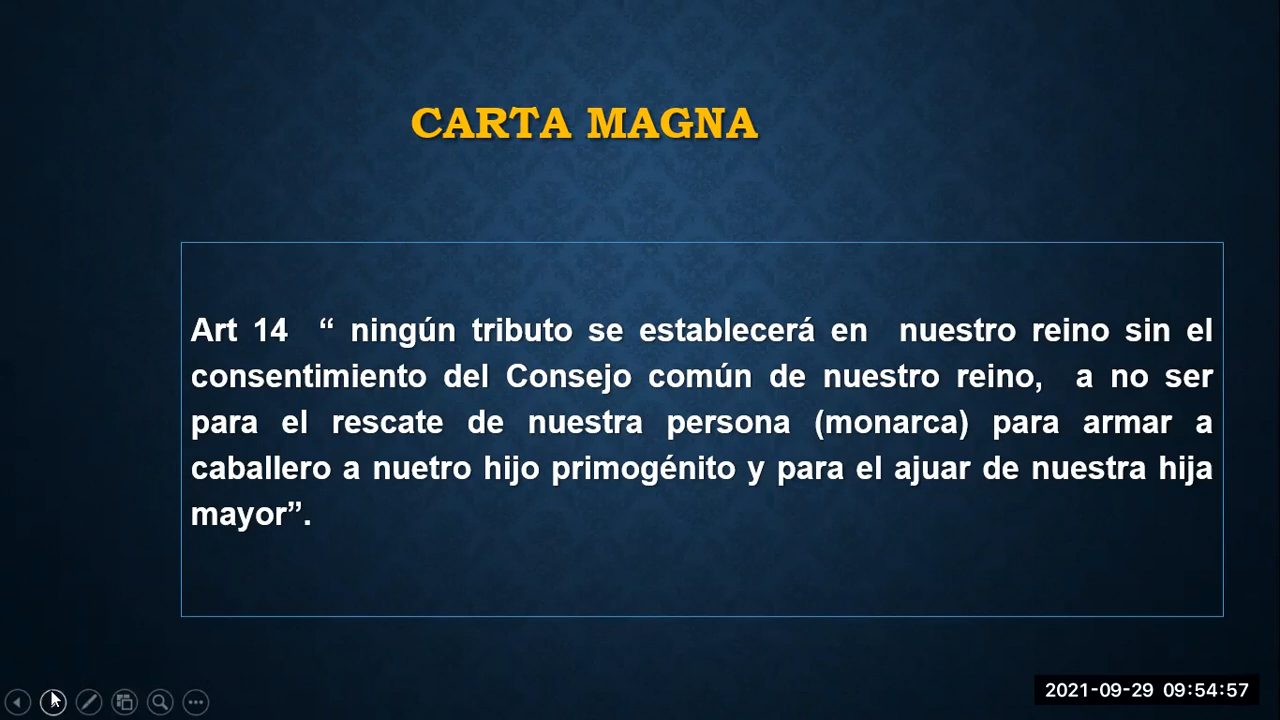 CARTA MAGNA
Art 14 “ ningún tributo se establecerá en nuestro reino sin el
consentimiento del Consejo común de nuestro reino, a no ser
para el rescate de nuestra persona (monarca) para armar a
caballero a nuetro hijo primogénito y para el ajuar de nuestra hija
mayor”.
2021-09-29 09:54:57